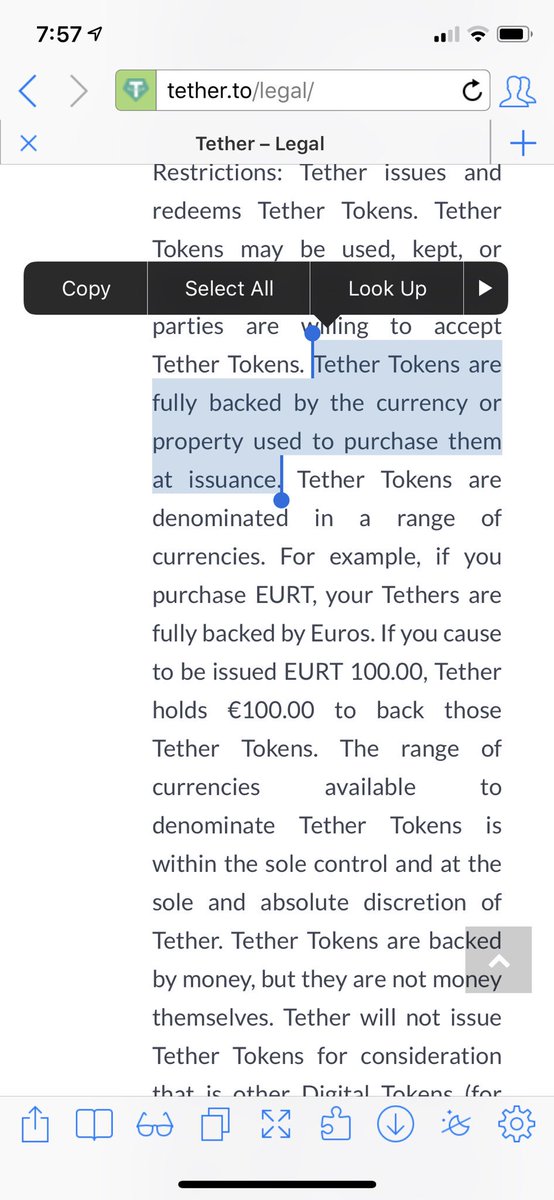 7:57
tether.to/legal/
Tether – Legal
Restrictions: Tether issues and
redeems Tether Tokens. Tether
Tokens may be used, kept, or
Copy Select All Look Up
parties are willing to accept
Tether Tokens. Tether Tokens are
fully backed by the currency or
property used to purchase them
at issuance. Tether Tokens are
denominated in a range of
currencies. For example, if you
purchase EURT, your Tethers are
fully backed by Euros. If you cause
to be issued EURT 100.00, Tether
holds €100.00 to back those
Tether Tokens. The range of
currencies available to
denominate Tether Tokens is
within the sole control and at the
sole and absolute discretion of
Tether. Tether Tokens are backed
by money, but they are not money
themselves. Tether will not issue
Tether Tokens for consideration
that is other Digital Tokens (for